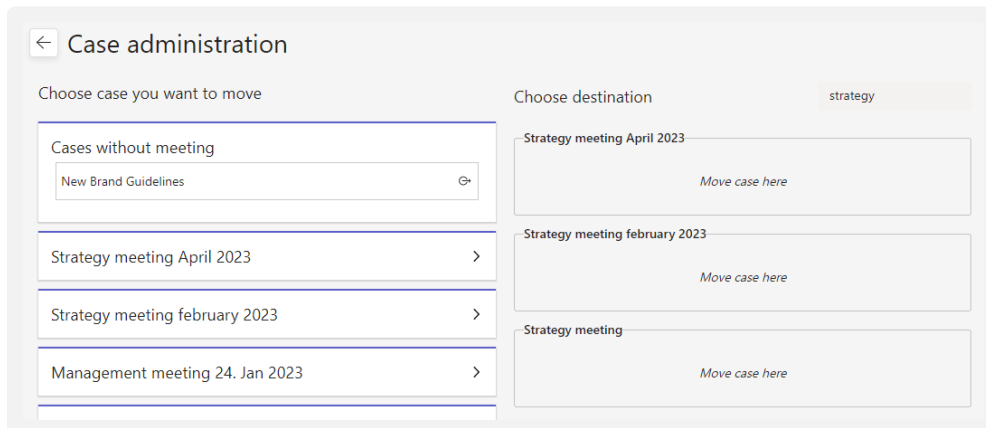 Case administration
Choose case you want to move
Cases without meeting
New Brand Guidelines
Strategy meeting April 2023
Strategy meeting february 2023
Management meeting 24. Jan 2023
Choose destination
strategy
Strategy meeting April 2023
Move case here
Strategy meeting february 2023
Move case here
Strategy meeting
Move case here